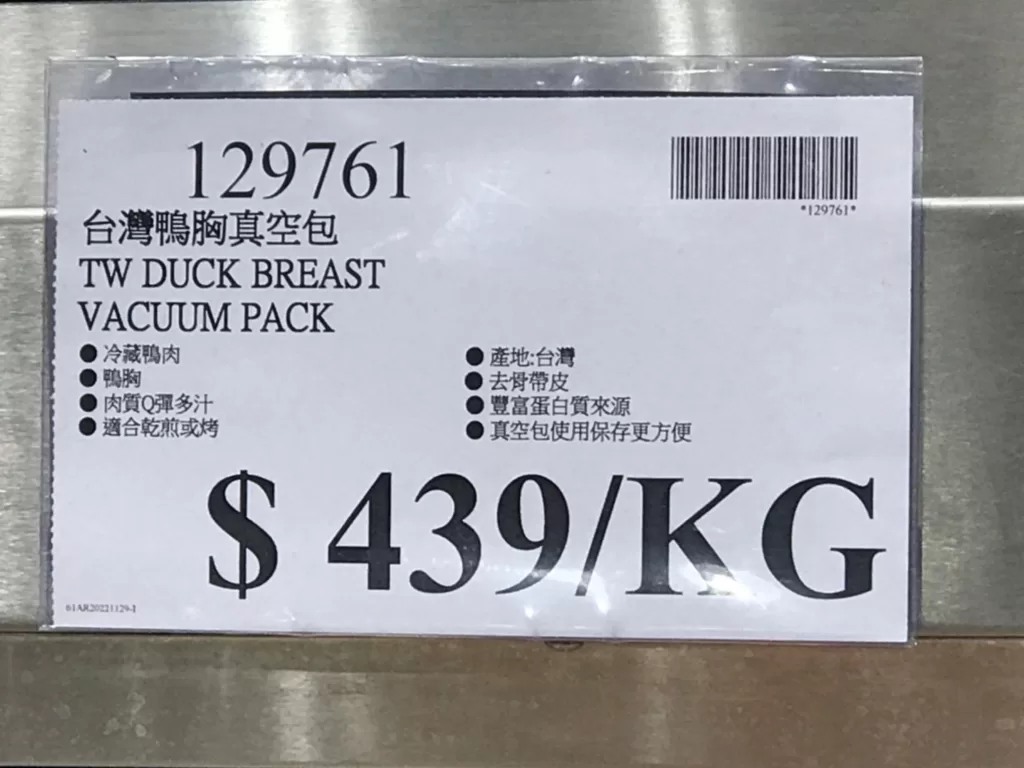 129761
*129761*
台灣鴨胸真空包
TW DUCK BREAST
VACUUM PACK
● 冷藏鴨肉
● 鴨胸
● 肉質Q彈多汁
● 適合乾煎或烤
● 產地:台灣
● 去骨帶皮
● 豐富蛋白質來源
● 真空包使用保存更方便
$ 439/KG
61AR20221129-1